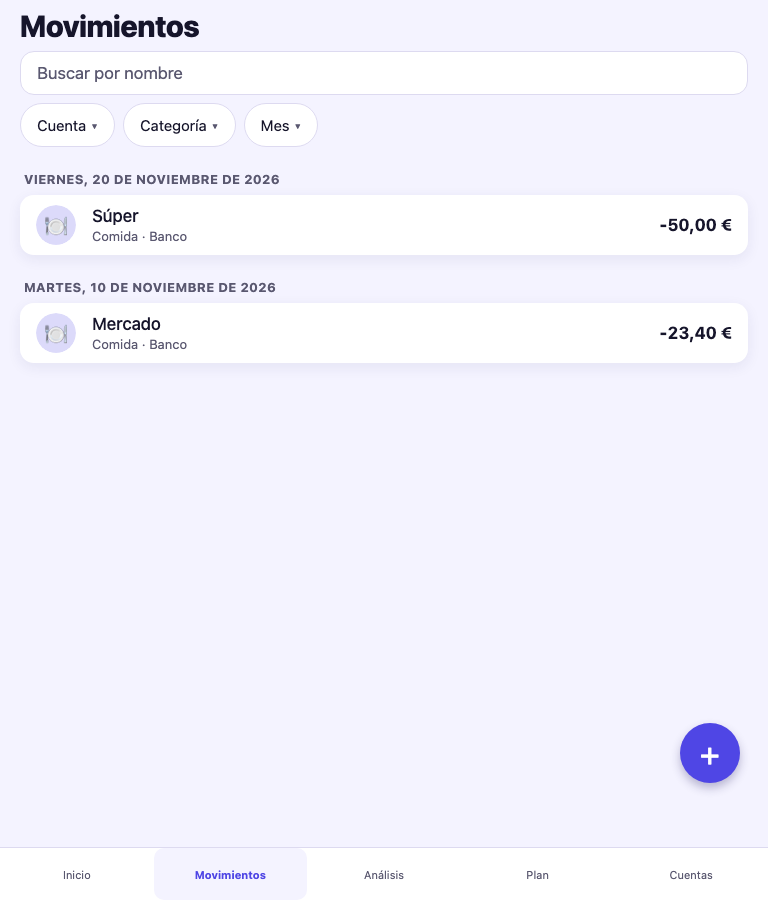 Movimientos
Buscar por nombre
Cuenta ▾ Categoría ▾ Mes ▾
VIERNES, 20 DE NOVIEMBRE DE 2026
Súper
Comida · Banco
-50,00 €
MARTES, 10 DE NOVIEMBRE DE 2026
Mercado
Comida · Banco
-23,40 €
+
Inicio Movimientos Análisis Plan Cuentas